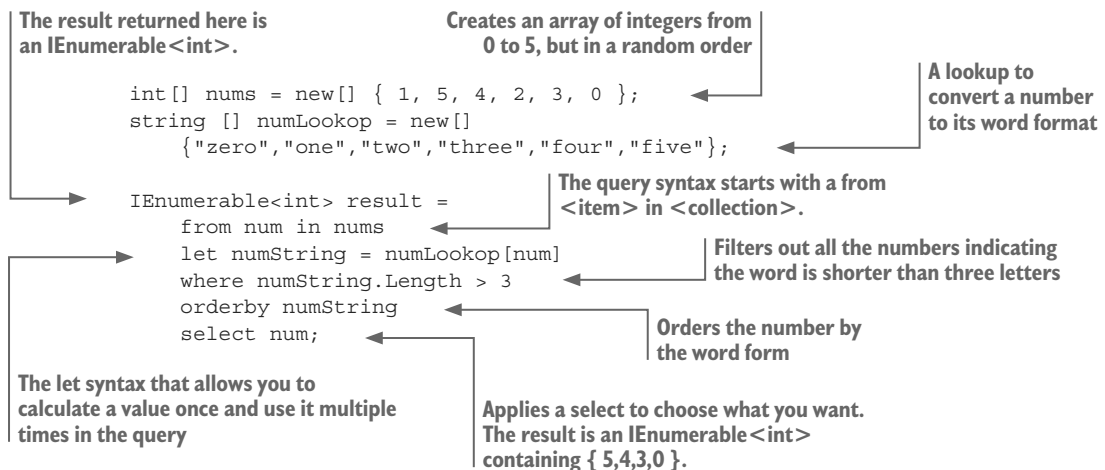 The result returned here is
an IEnumerable<int>.
Creates an array of integers from
0 to 5, but in a random order
A lookup to
convert a number
to its word format
int[] nums = new[] { 1, 5, 4, 2, 3, 0 };
string [] numLookop = new[]
{"zero","one","two","three","four","five"};
The query syntax starts with a from
<item> in <collection>.
IEnumerable<int> result =
from num in nums
let numString = numLookop[num]
where numString.Length > 3
orderby numString
select num;
Filters out all the numbers indicating
the word is shorter than three letters
Orders the number by
the word form
The let syntax that allows you to
calculate a value once and use it multiple
times in the query
Applies a select to choose what you want.
The result is an IEnumerable<int>
containing { 5,4,3,0 }.